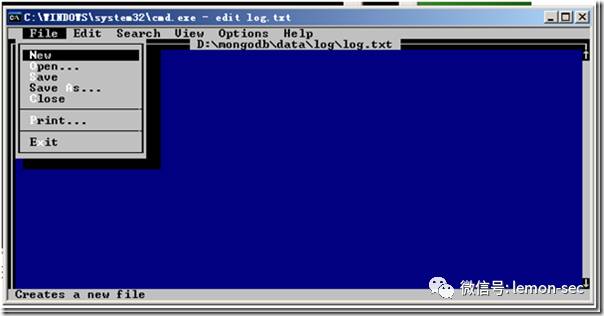 C:\WINDOWS\system32\cmd.exe - edit log.txt
File Edit Search View Options Help
D:\mongodb\data\log\log.txt
New
Open...
Save
Save As...
Close
Print...
Exit
Creates a new file
微信号: lemon-sec